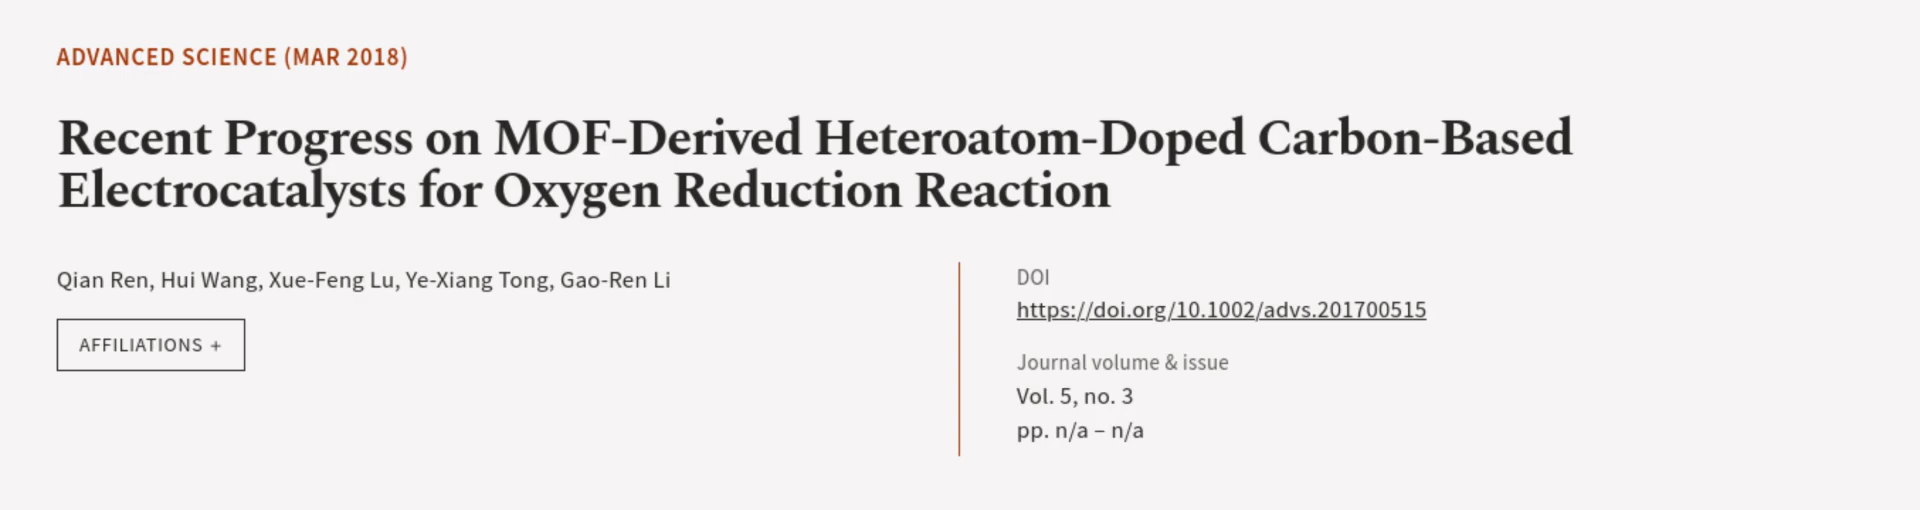 ADVANCED SCIENCE (MAR 2018)
Recent Progress on MOF-Derived Heteroatom-Doped Carbon-Based
Electrocatalysts for Oxygen Reduction Reaction
Qian Ren, Hui Wang, Xue-Feng Lu, Ye-Xiang Tong, Gao-Ren Li
AFFILIATIONS +
DOI
https://doi.org/10.1002/advs.201700515
Journal volume & issue
Vol. 5, no. 3
pp. n/a – n/a